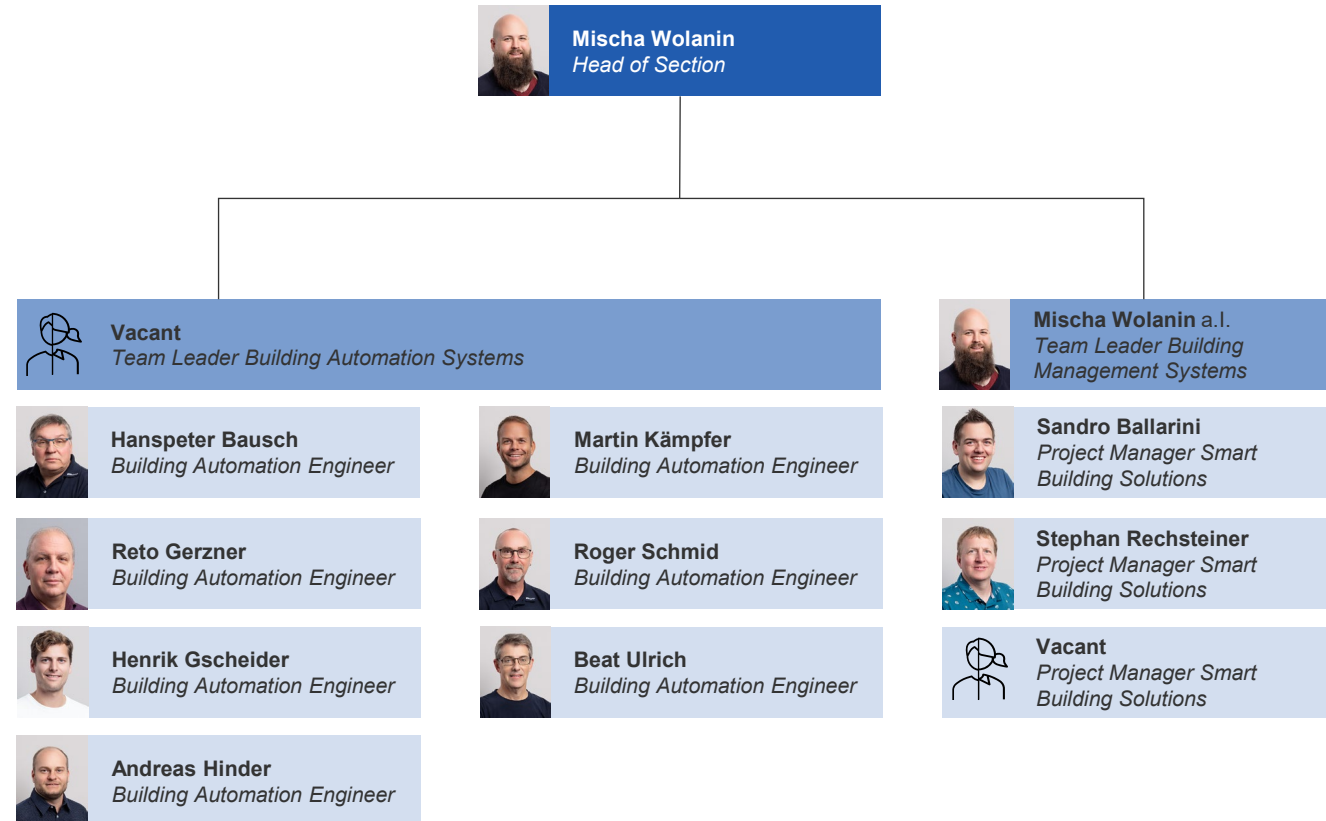 Mischa Wolanin
Head of Section
Vacant
Team Leader Building Automation Systems
Mischa Wolanin a.I.
Team Leader Building
Management Systems
Hanspeter Bausch
Building Automation Engineer
Martin Kämpfer
Building Automation Engineer
Sandro Ballarini
Project Manager Smart
Building Solutions
Reto Gerzner
Building Automation Engineer
Roger Schmid
Building Automation Engineer
Stephan Rechsteiner
Project Manager Smart
Building Solutions
Henrik Gscheider
Building Automation Engineer
Beat Ulrich
Building Automation Engineer
Vacant
Project Manager Smart
Building Solutions
Andreas Hinder
Building Automation Engineer